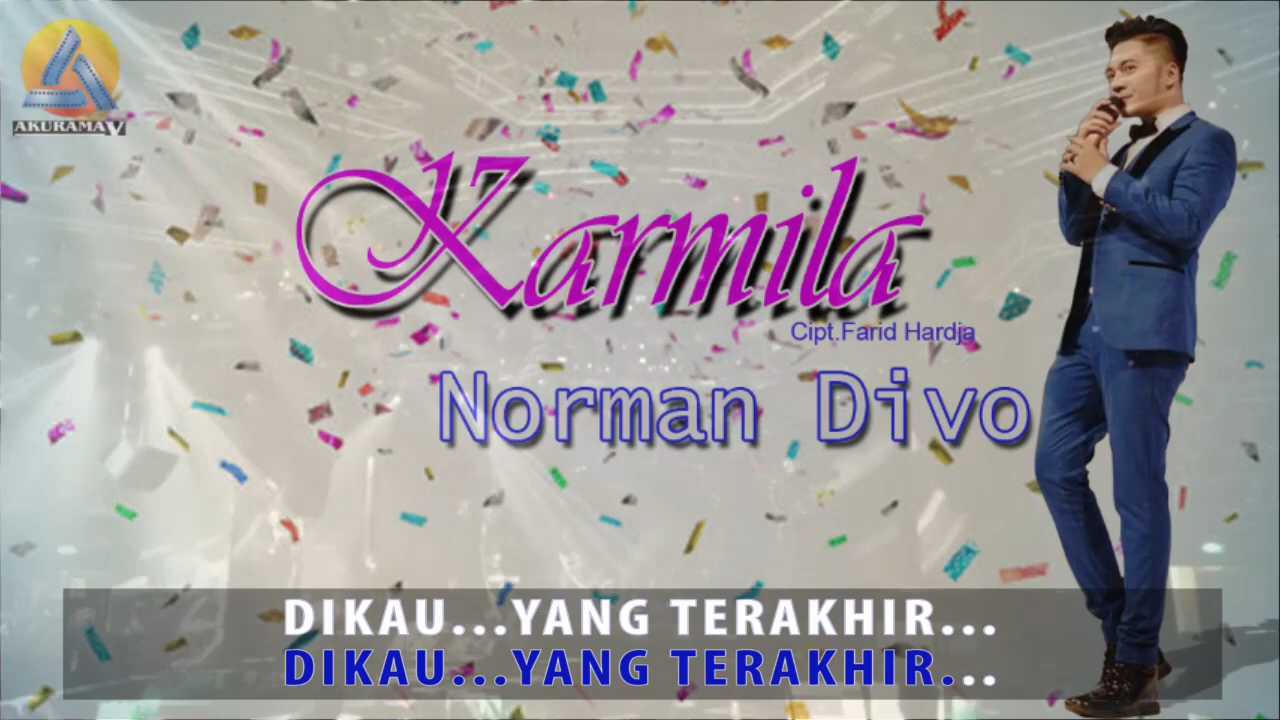 AKURAMA V
Karmila
Cipt.Farid Hardja
Norman Divo
DIKAU...YANG TERAKHIR...
DIKAU...YANG TERAKHIR...